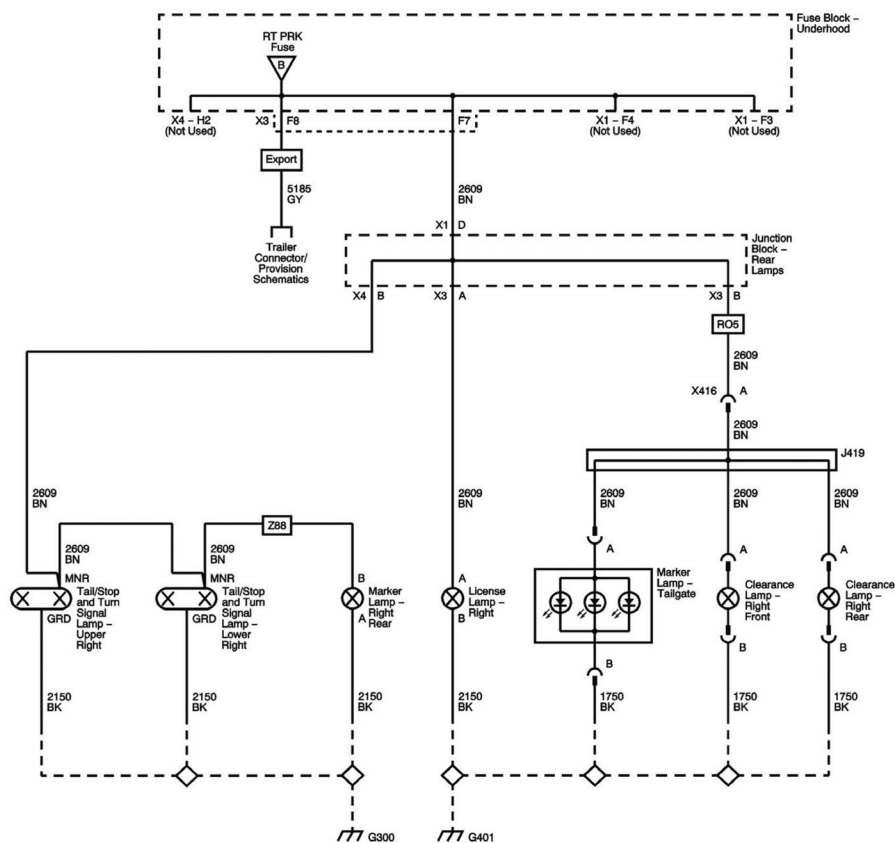 Fuse Block –
Underhood
RT PRK
Fuse
B
X4 – H2
(Not Used)
X3
F8
F7
X1 – F4
(Not Used)
X1 – F3
(Not Used)
Export
5185
GY
2609
BN
Trailer
Connector/
Provision
Schematics
X1
D
Junction
Block –
Rear
Lamps
X4
B
X3
A
X3
B
RO5
2609
BN
X416
A
2609
BN
J419
2609
BN
2609
BN
2609
BN
2609
BN
2609
BN
Z88
2609
BN
2609
BN
MNR
Tail/Stop
and Turn
Signal
Lamp –
Upper
Right
GRD
MNR
Tail/Stop
and Turn
Signal
Lamp –
Lower
Right
GRD
B
Marker
Lamp –
Right
Rear
A
A
License
Lamp –
Right
B
A
Marker
Lamp –
Tailgate
B
A
Clearance
Lamp –
Right
Front
B
A
Clearance
Lamp –
Right
Rear
B
2150
BK
2150
BK
2150
BK
2150
BK
1750
BK
1750
BK
1750
BK
G300
G401